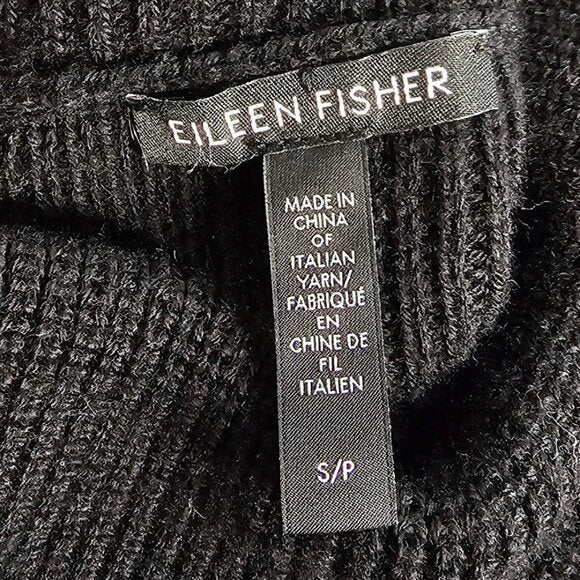 EILEEN FISHER
MADE IN
CHINA
OF
ITALIAN
YARN/
FABRIQUÉ
EN
CHINE DE
FIL
ITALIEN
S/P